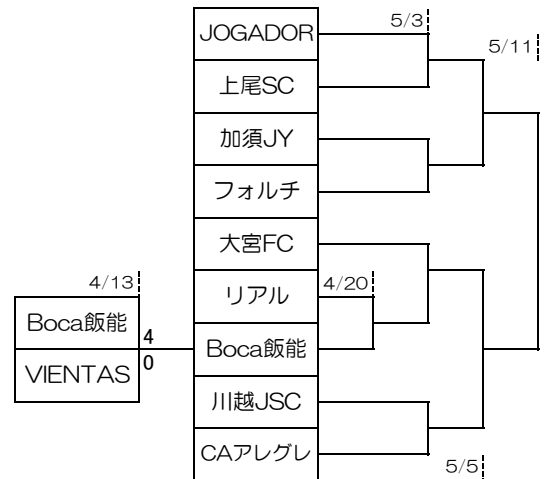 5/3
JOGADOR
5/11
上尾SC
加須JY
フォルチ
大宮FC
4/13
リアル
4/20
Boca飯能
4
Boca飯能
VIENTAS
0
川越JSC
CAアレグレ
5/5